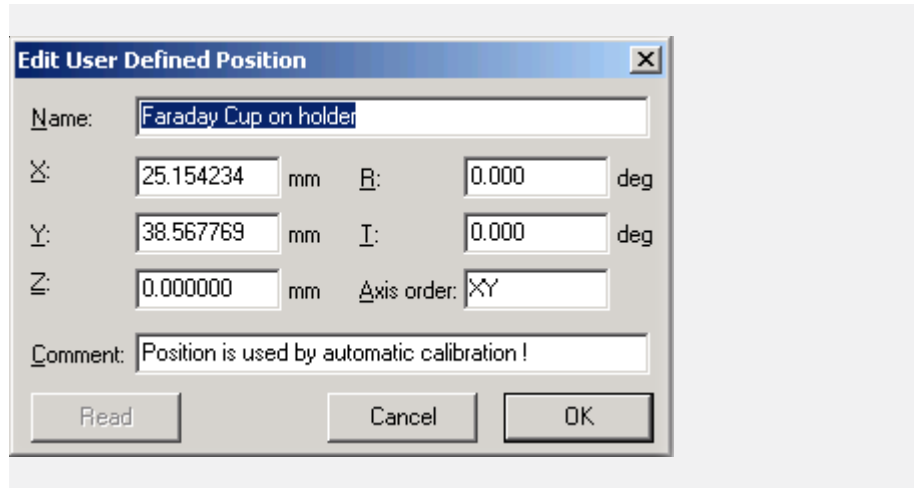 Edit User Defined Position
Name: Faraday Cup on holder
X: 25.154234 mm R: 0.000 deg
Y: 38.567769 mm T: 0.000 deg
Z: 0.000000 mm Axis order: XY
Comment: Position is used by automatic calibration !
Read Cancel OK